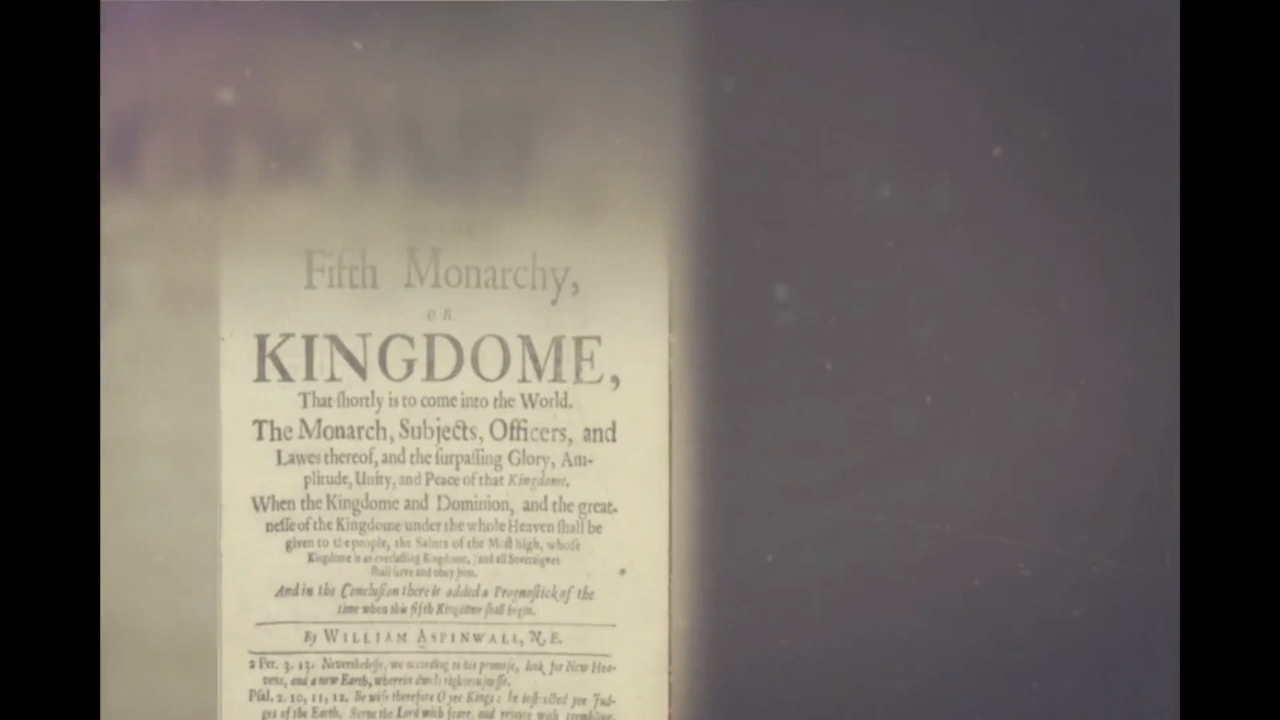 Fifth Monarchy,
OR
KINGDOME,
That ſhortly is to come into the World.
The Monarch, Subjects, Officers, and
Lawes thereof, and the ſurpaſſing Glory, Am-
plitude, Unity, and Peace of that Kingdome.
When the Kingdome and Dominion, and the great-
neſſe of the Kingdome under the whole Heaven ſhall be
given to the people, the Saints of the Moſt high, whoſe
Kingdome is an everlaſting Kingdome, and all Soveraignes
ſhall ſerve and obey him.
And in the Concluſion there is added a Prognoſtick of the
time when this fifth Kingdome ſhall begin.
By WILLIAM ASPINWALL, N. E.
2 Pet. 3. 13. Nevertheleſſe, we according to his promiſe, look for New Hea-
vens, and a new Earth, wherein dwels righteouſneſſe.
Pſal. 2. 10, 11, 12. Be wiſe therefore O yee Kings: be inſtructed yee Jud-
ges of the Earth. Serve the Lord with feare, and rejoice with trembling.